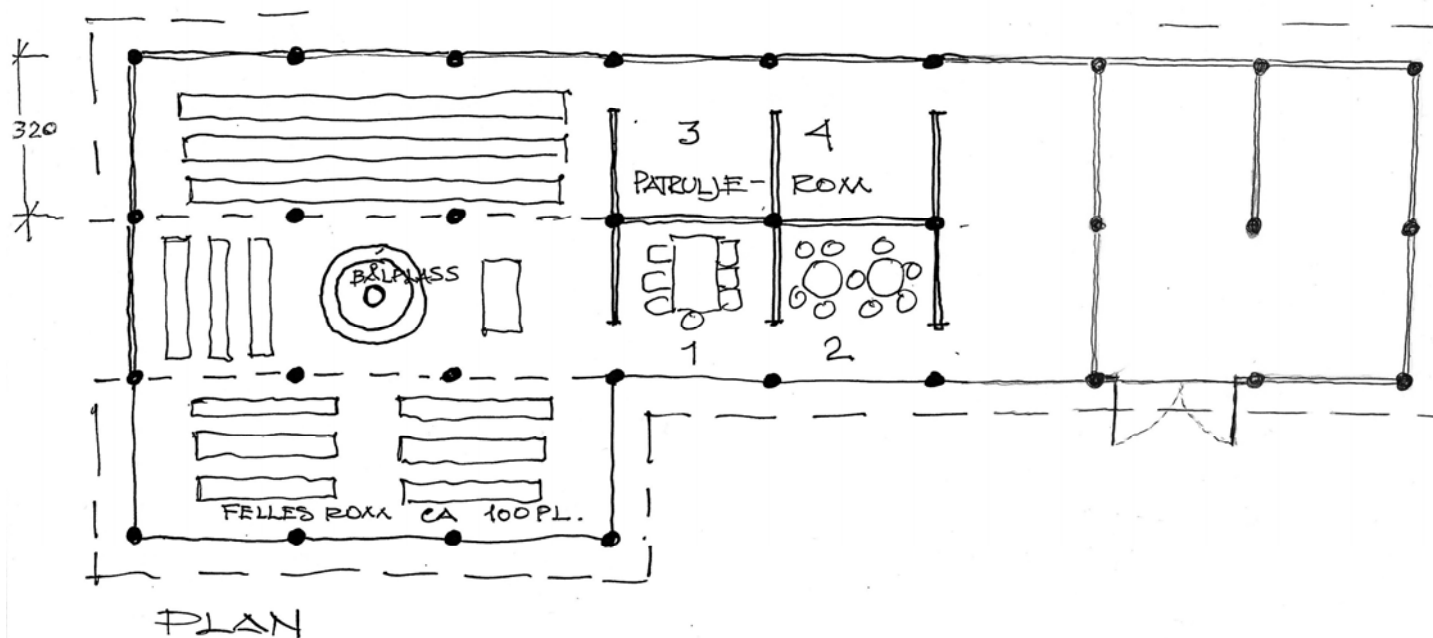 320
3 4
PATRULJE- ROM
BÅLPLASS
1 2
FELLES ROM CA 100 PL.
PLAN